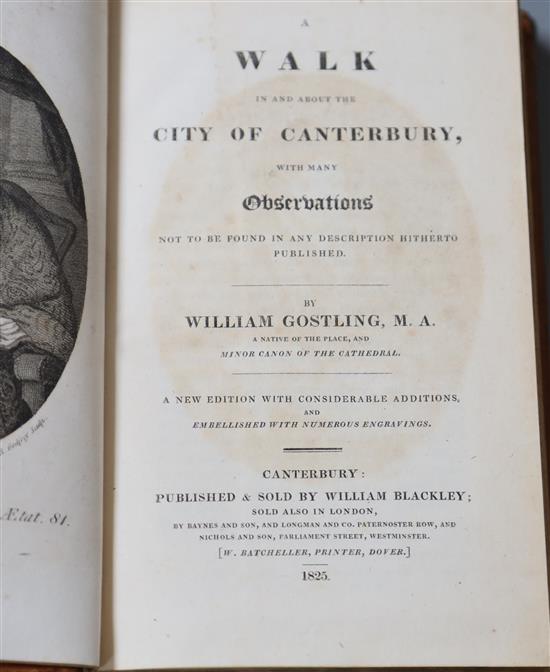 R. Godfrey Sculpt.
Ætat. 81.
A
WALK
IN AND ABOUT THE
CITY OF CANTERBURY,
WITH MANY
Observations
NOT TO BE FOUND IN ANY DESCRIPTION HITHERTO
PUBLISHED.
BY
WILLIAM GOSTLING, M. A.
A NATIVE OF THE PLACE, AND
MINOR CANON OF THE CATHEDRAL.
A NEW EDITION WITH CONSIDERABLE ADDITIONS,
AND
EMBELLISHED WITH NUMEROUS ENGRAVINGS.
CANTERBURY:
PUBLISHED & SOLD BY WILLIAM BLACKLEY;
SOLD ALSO IN LONDON,
BY BAYNES AND SON, AND LONGMAN AND CO. PATERNOSTER ROW, AND
NICHOLS AND SON, PARLIAMENT STREET, WESTMINSTER.
[W. BATCHELLER, PRINTER, DOVER.]
1825.